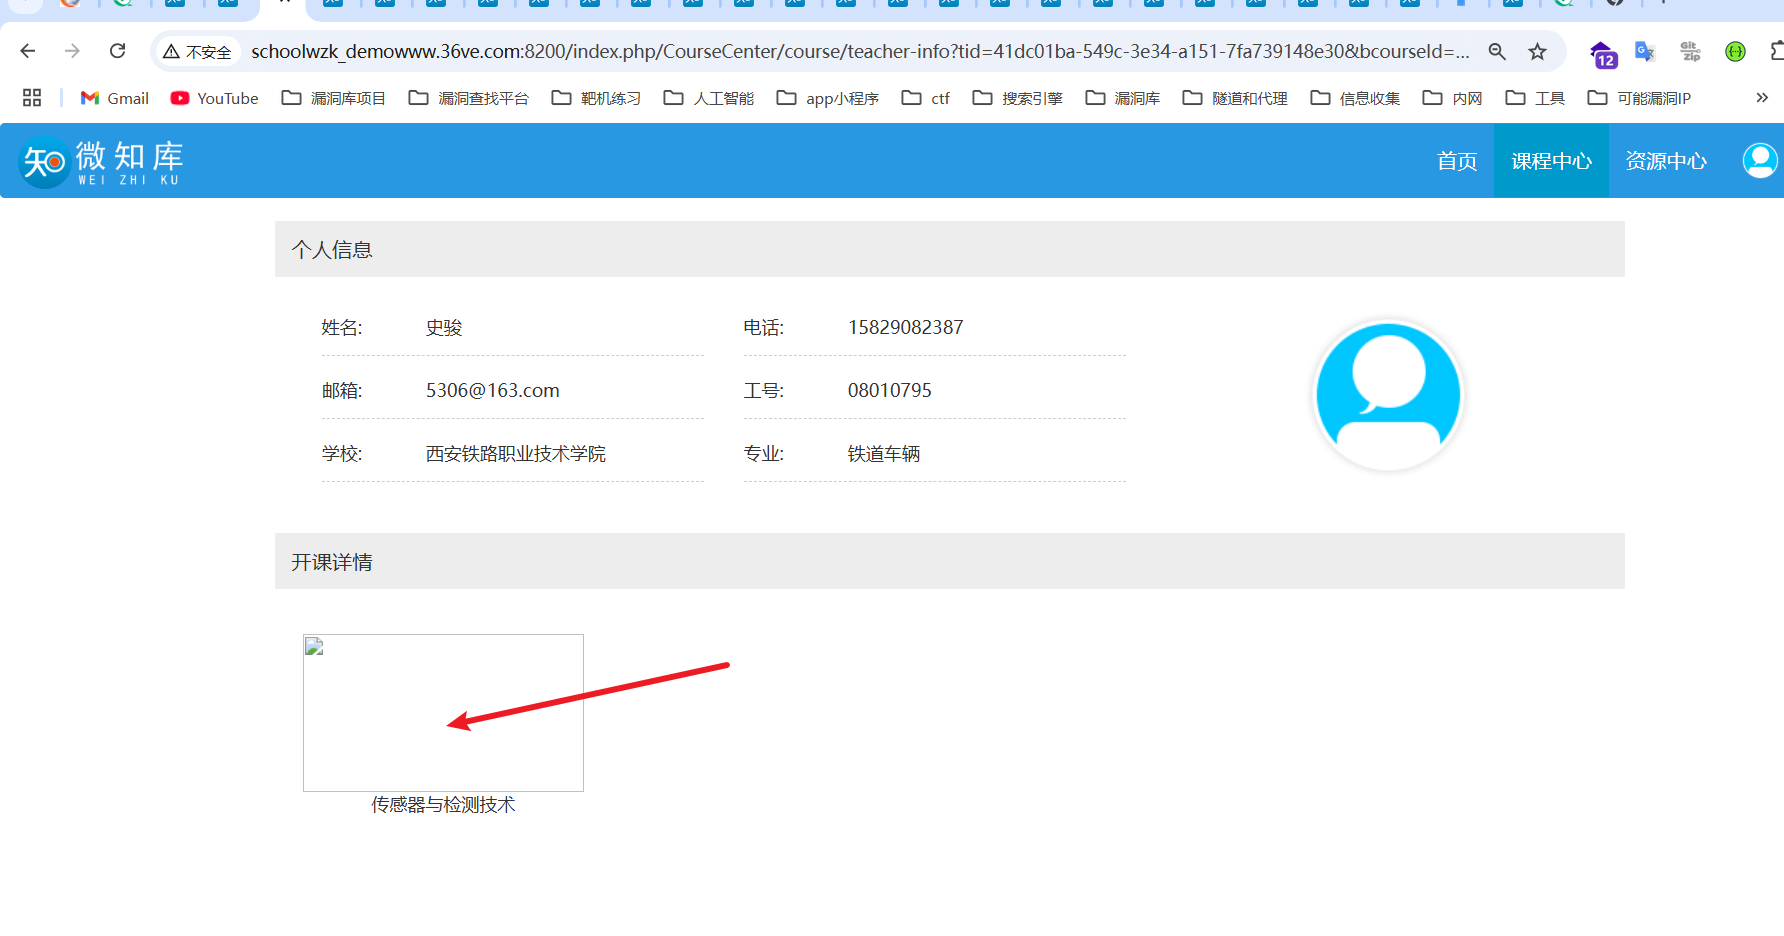 不安全 schoolwzk_demowww.36ve.com:8200/index.php/CourseCenter/course/teacher-info?tid=41dc01ba-549c-3e34-a151-7fa739148e30&bcourseId=... Git Zip 12
Gmail YouTube 漏洞库项目 漏洞查找平台 靶机练习 人工智能 app小程序 ctf 搜索引擎 漏洞库 隧道和代理 信息收集 内网 工具 可能漏洞IP
知 微知库 WEI ZHI KU 首页 课程中心 资源中心
个人信息
姓名: 史骏 电话: 15829082387
邮箱: 5306@163.com 工号: 08010795
学校: 西安铁路职业技术学院 专业: 铁道车辆
开课详情
传感器与检测技术